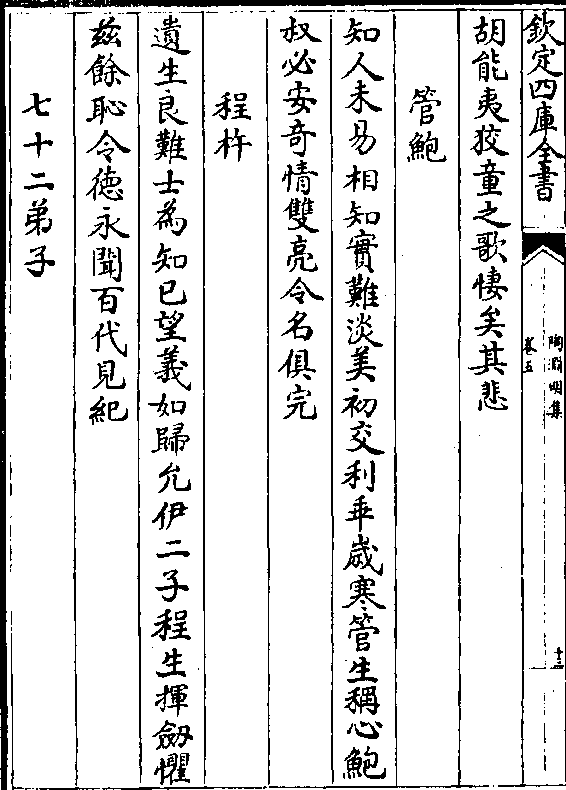 欽定四庫全書
陶淵明集
卷五
十二
胡能夷狡童之歌悽矣其悲
管鮑
知人未易相知實難淡美初交利乖歲寒管生稱心鮑
叔必安奇情雙亮令名俱完
程杵
遺生良難士為知已望義如歸允伊二子程生揮劔懼
兹餘恥令德永聞百代見紀
七十二弟子